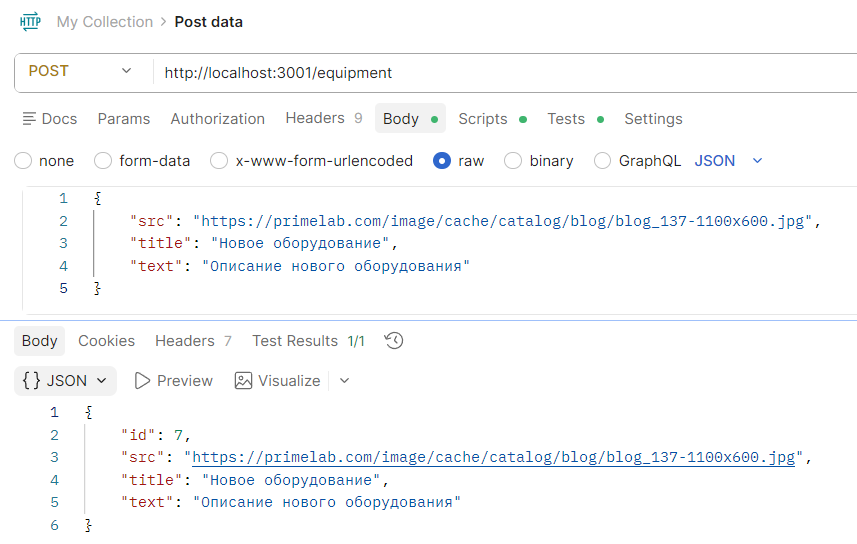 HTTP My Collection > Post data
POST http://localhost:3001/equipment
Docs Params Authorization Headers 9 Body Scripts Tests Settings
none form-data x-www-form-urlencoded raw binary GraphQL JSON
1 {
2 "src": "https://primelab.com/image/cache/catalog/blog/blog_137-1100x600.jpg",
3 "title": "Новое оборудование",
4 "text": "Описание нового оборудования"
5 }
Body Cookies Headers 7 Test Results 1/1
{} JSON Preview Visualize
1 {
2 "id": 7,
3 "src": "https://primelab.com/image/cache/catalog/blog/blog_137-1100x600.jpg",
4 "title": "Новое оборудование",
5 "text": "Описание нового оборудования"
6 }